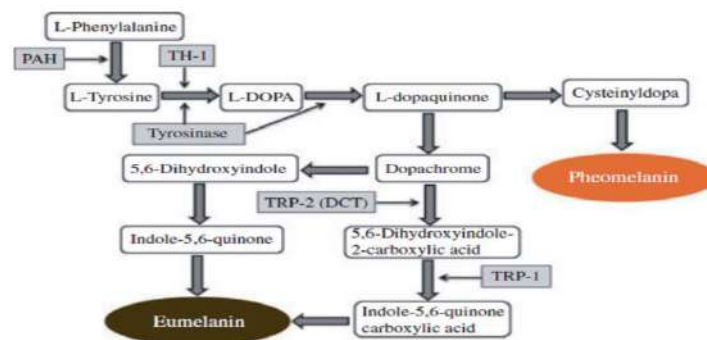 L-Phenylalanine
PAH
TH-1
L-Tyrosine
L-DOPA
L-dopaquinone
Cysteinyldopa
Tyrosinase
5,6-Dihydroxyindole
Dopachrome
Pheomelanin
TRP-2 (DCT)
Indole-5,6-quinone
5,6-Dihydroxyindole-
2-carboxylic acid
TRP-1
Eumelanin
Indole-5,6-quinone
carboxylic acid